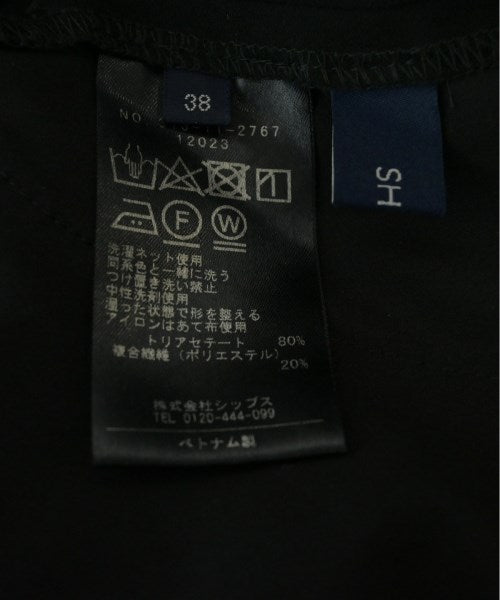 38
NO. 11-2767
12023
F W
洗濯ネット使用
同系色と一緒に洗う
つけ置き洗い禁止
中性洗剤使用
湿った状態で形を整える
アイロンはあて布使用
トリアセテート 80%
複合繊維(ポリエステル) 20%
株式会社シップス
TEL 0120-444-099
ベトナム製
SH